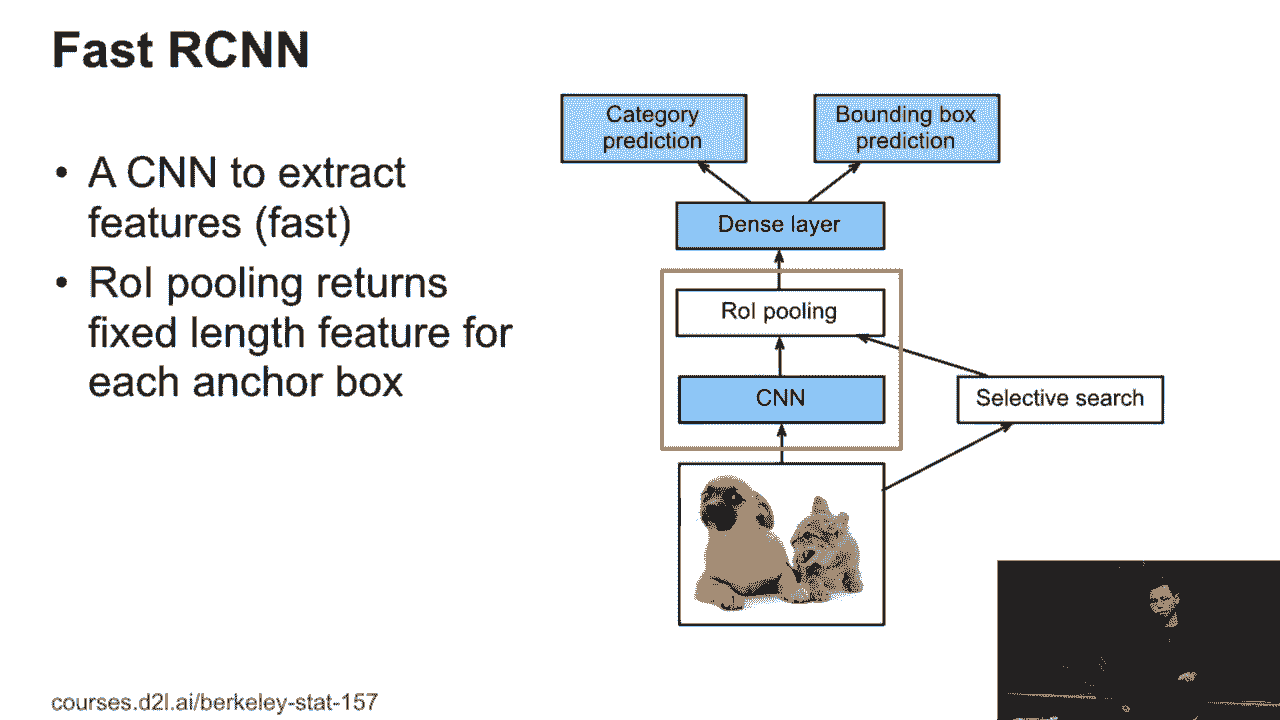 Fast RCNN
• A CNN to extract
features (fast)
• RoI pooling returns
fixed length feature for
each anchor box
Category
prediction
Bounding box
prediction
Dense layer
RoI pooling
CNN
Selective search
courses.d2l.ai/berkeley-stat-157